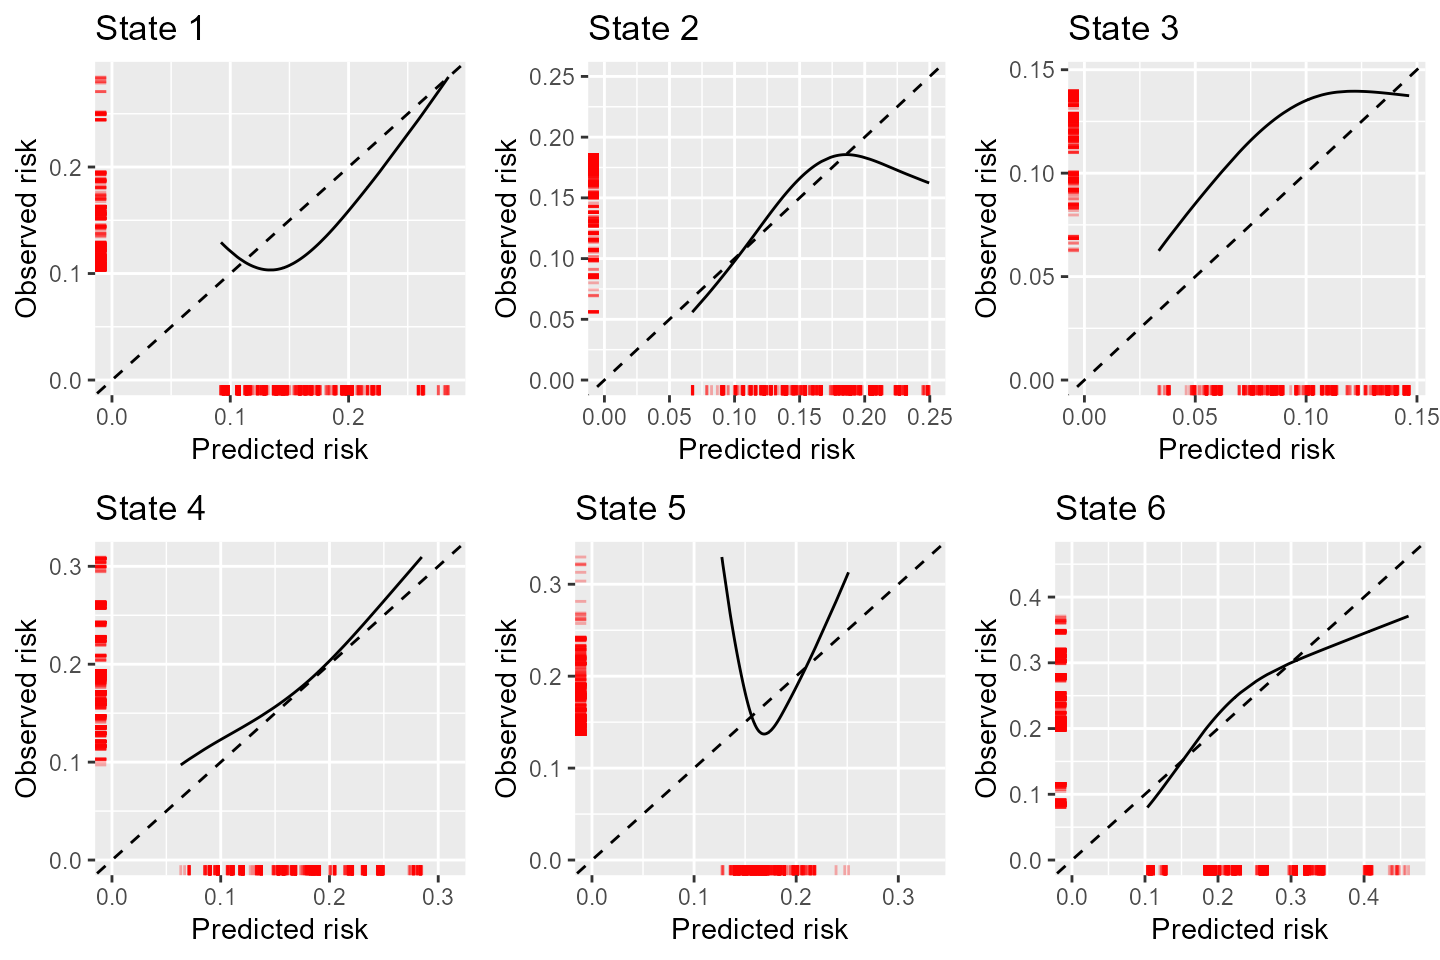 State 1
State 2
State 3
Observed risk
0.2
0.1
0.0
0.0 0.1 0.2
Predicted risk
Observed risk
0.25
0.20
0.15
0.10
0.05
0.00
0.00 0.05 0.10 0.15 0.20 0.25
Predicted risk
Observed risk
0.15
0.10
0.05
0.00
0.00 0.05 0.10 0.15
Predicted risk
State 4
State 5
State 6
Observed risk
0.3
0.2
0.1
0.0
0.0 0.1 0.2 0.3
Predicted risk
Observed risk
0.3
0.2
0.1
0.0
0.0 0.1 0.2 0.3
Predicted risk
Observed risk
0.4
0.3
0.2
0.1
0.0
0.0 0.1 0.2 0.3 0.4
Predicted risk